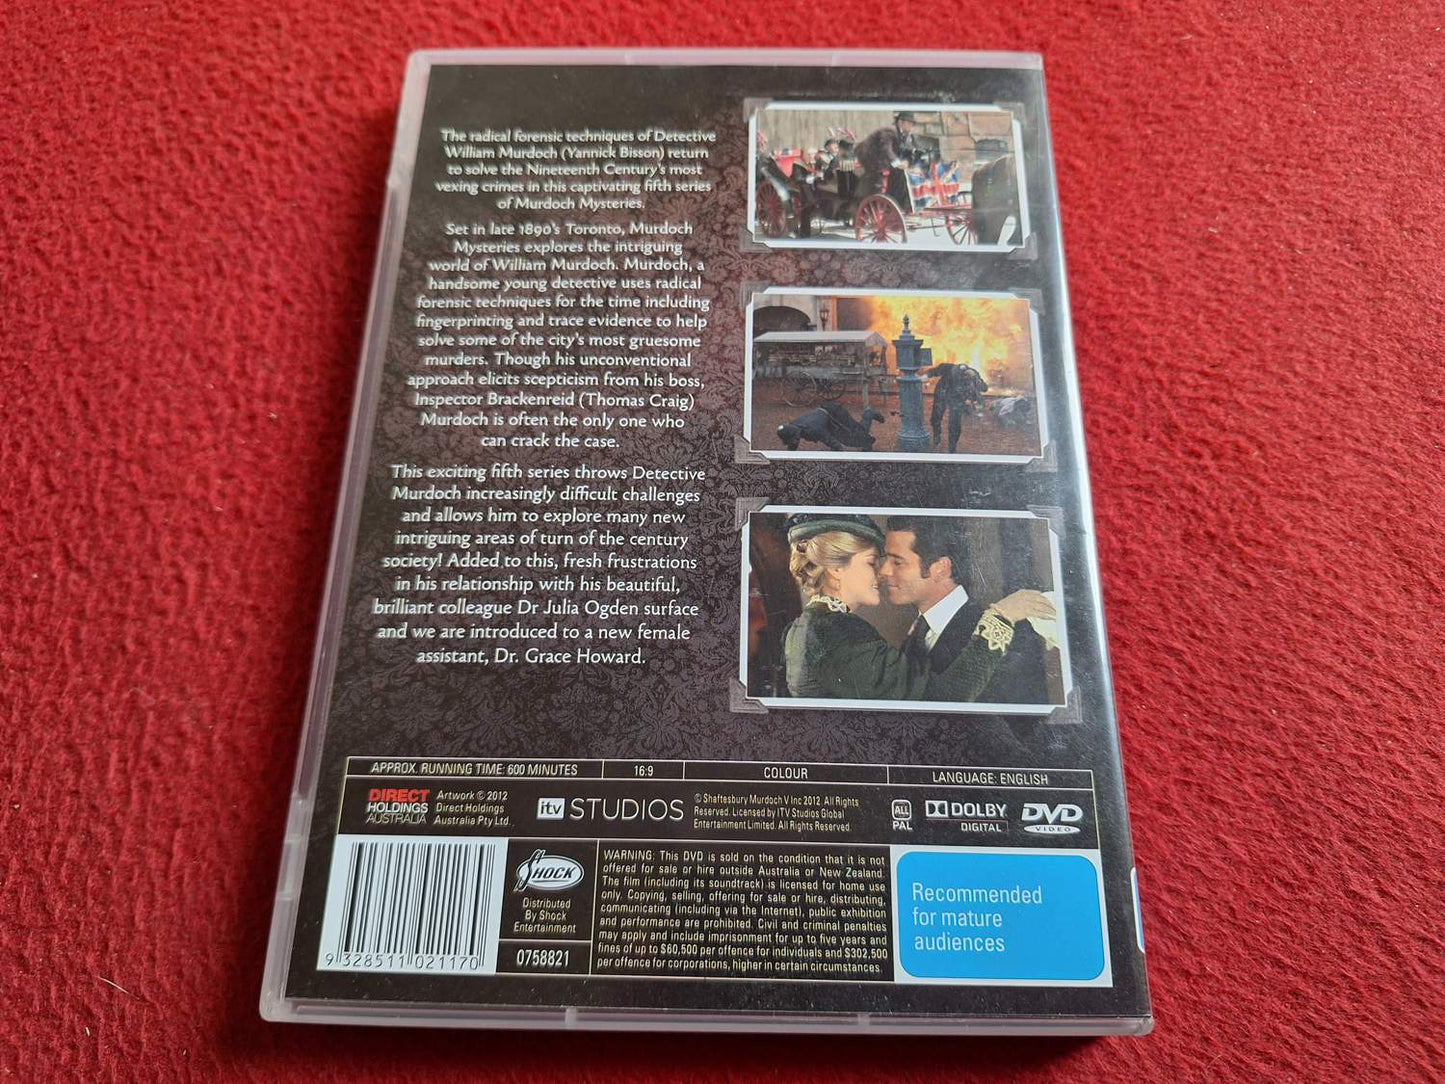 The radical forensic techniques of Detective
William Murdoch (Yannick Bisson) return
to solve the Nineteenth Century's most
vexing crimes in this captivating fifth series
of Murdoch Mysteries.
Set in late 1890's Toronto, Murdoch
Mysteries explores the intriguing
world of William Murdoch. Murdoch, a
handsome young detective uses radical
forensic techniques for the time including
fingerprinting and trace evidence to help
solve some of the city's most gruesome
murders. Though his unconventional
approach elicits scepticism from his boss,
Inspector Brackenreid (Thomas Craig)
Murdoch is often the only one who
can crack the case.
This exciting fifth series throws Detective
Murdoch increasingly difficult challenges
and allows him to explore many new
intriguing areas of turn of the century
society! Added to this, fresh frustrations
in his relationship with his beautiful,
brilliant colleague Dr Julia Ogden surface
and we are introduced to a new female
assistant, Dr. Grace Howard.
APPROX. RUNNING TIME: 600 MINUTES
16:9
COLOUR
LANGUAGE: ENGLISH
DIRECT
HOLDINGS
AUSTRALIA
Artwork © 2012
Direct Holdings
Australia Pty Ltd.
itv STUDIOS
© Shaftesbury Murdoch V Inc 2012. All Rights
Reserved. Licensed by ITV Studios Global
Entertainment Limited. All Rights Reserved.
ALL
PAL
DOLBY
DIGITAL
DVD
VIDEO
9 328511 021170
SHOCK
Distributed
By Shock
Entertainment
0758821
WARNING: This DVD is sold on the condition that it is not
offered for sale or hire outside Australia or New Zealand.
The film (including its soundtrack) is licensed for home use
only. Copying, selling, offering for sale or hire, distributing,
communicating (including via the Internet), public exhibition
and performance are prohibited. Civil and criminal penalties
may apply and include imprisonment for up to five years and
fines of up to $60,500 per offence for individuals and $302,500
per offence for corporations, higher in certain circumstances.
Recommended
for mature
audiences